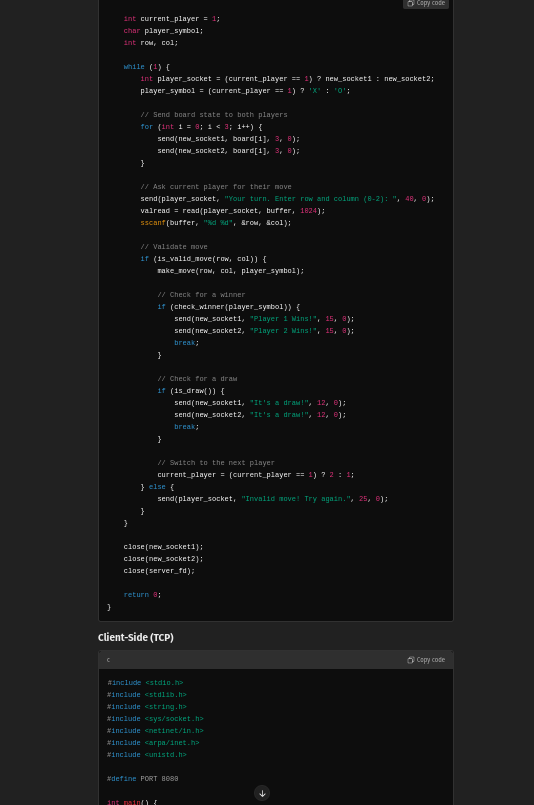 Copy code
int current_player = 1;
char player_symbol;
int row, col;
while (1) {
int player_socket = (current_player == 1) ? new_socket1 : new_socket2;
player_symbol = (current_player == 1) ? 'X' : 'O';
// Send board state to both players
for (int i = 0; i < 3; i++) {
send(new_socket1, board[i], 3, 0);
send(new_socket2, board[i], 3, 0);
}
// Ask current player for their move
send(player_socket, "Your turn. Enter row and column (0-2): ", 40, 0);
valread = read(player_socket, buffer, 1024);
sscanf(buffer, "%d %d", &row, &col);
// Validate move
if (is_valid_move(row, col)) {
make_move(row, col, player_symbol);
// Check for a winner
if (check_winner(player_symbol)) {
send(new_socket1, "Player 1 Wins!", 15, 0);
send(new_socket2, "Player 2 Wins!", 15, 0);
break;
}
// Check for a draw
if (is_draw()) {
send(new_socket1, "It's a draw!", 12, 0);
send(new_socket2, "It's a draw!", 12, 0);
break;
}
// Switch to the next player
current_player = (current_player == 1) ? 2 : 1;
} else {
send(player_socket, "Invalid move! Try again.", 25, 0);
}
}
close(new_socket1);
close(new_socket2);
close(server_fd);
return 0;
}
Client-Side (TCP)
c Copy code
#include <stdio.h>
#include <stdlib.h>
#include <string.h>
#include <sys/socket.h>
#include <netinet/in.h>
#include <arpa/inet.h>
#include <unistd.h>
#define PORT 8080
int main() {